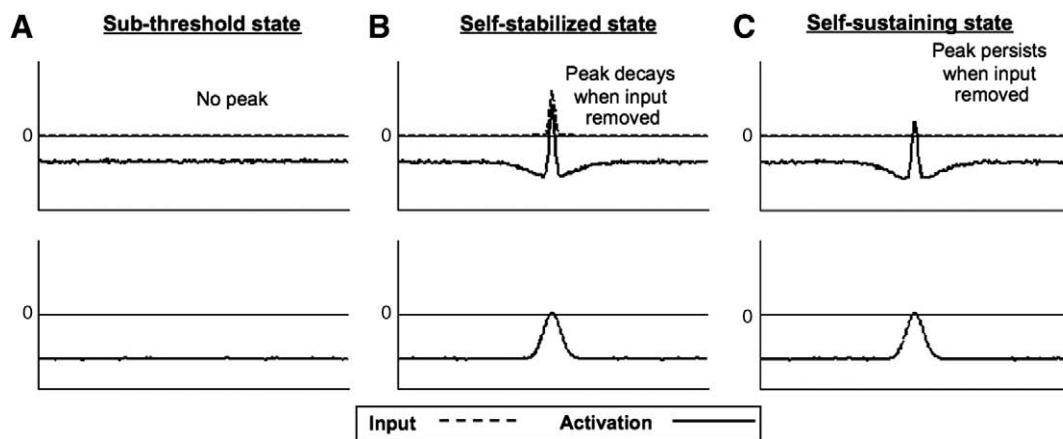 A Sub-threshold state
B Self-stabilized state
C Self-sustaining state
No peak
Peak decays
when input
removed
Peak persists
when input
removed
0
0
0
0
0
0
Input Activation